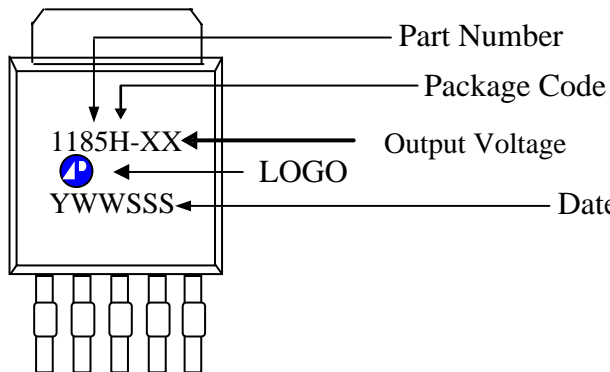 Part Number
Package Code
1185H-XX
Output Voltage
LOGO
YWWSSS
Date